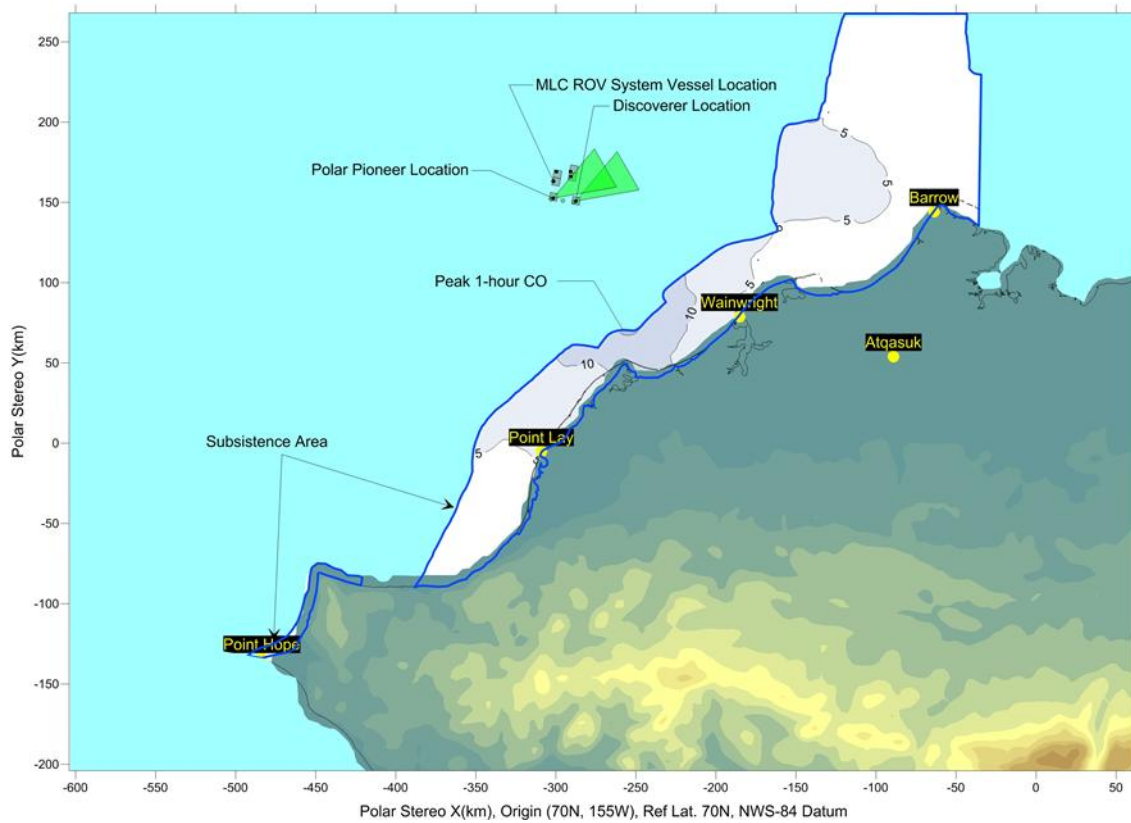 250
MLC ROV System Vessel Location
Discoverer Location
200
5
Polar Pioneer Location
5
150
Barrow
5
100
Peak 1-hour CO
5
Wainwright
10
50
Atqasuk
10
Subsistence Area
Point Lay
0
5
5
-50
-100
Point Hope
-150
-200
Polar Stereo Y(km)
-600 -550 -500 -450 -400 -350 -300 -250 -200 -150 -100 -50 0 50
Polar Stereo X(km), Origin (70N, 155W), Ref Lat. 70N, NWS-84 Datum